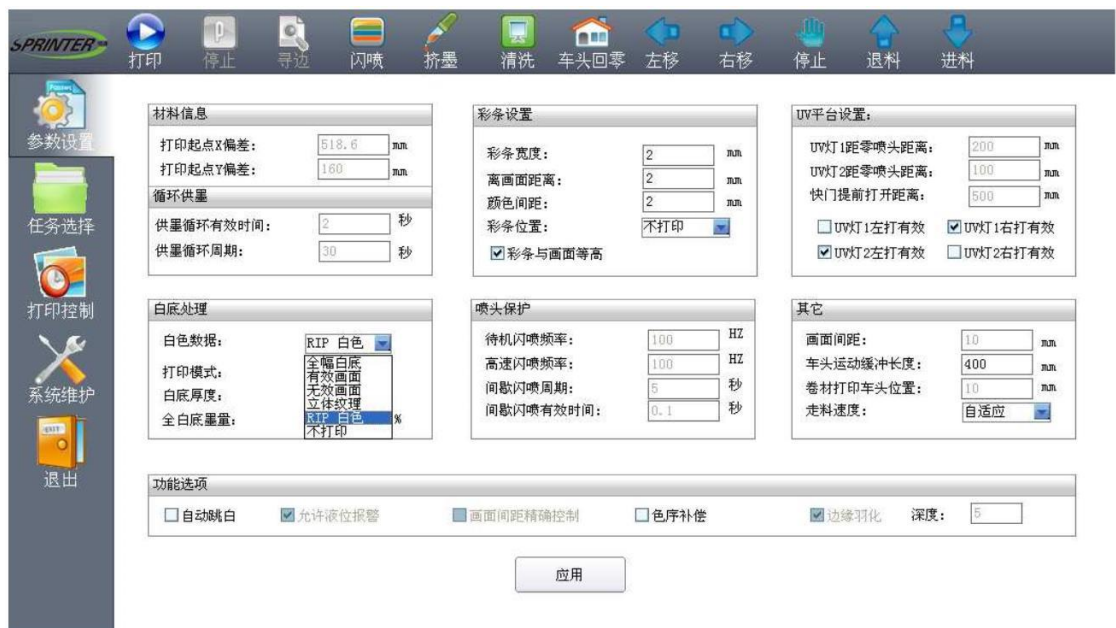 SPRINTER
打印 停止 寻边 闪喷 挤墨 清洗 车头回零 左移 右移 停止 退料 进料
参数设置
任务选择
打印控制
系统维护
EXIT
退出
材料信息
打印起点X偏差: 518.6 mm
打印起点Y偏差: 160 mm
循环供墨
供墨循环有效时间: 2 秒
供墨循环周期: 30 秒
彩条设置
彩条宽度: 2 mm
离画面距离: 2 mm
颜色间距: 2 mm
彩条位置: 不打印
彩条与画面等高
UV平台设置:
UV灯1距零喷头距离: 200 mm
UV灯2距零喷头距离: 100 mm
快门提前打开距离: 500 mm
UV灯1左打有效 UV灯1右打有效
UV灯2左打有效 UV灯2右打有效
白底处理
白色数据: RIP 白色
打印模式:
白底厚度:
全白底墨量: %
全幅白底
有效画面
无效画面
立体纹理
RIP 白色
不打印
喷头保护
待机闪喷频率: 100 HZ
高速闪喷频率: 100 HZ
间歇闪喷周期: 5 秒
间歇闪喷有效时间: 0.1 秒
其它
画面间距: 10 mm
车头运动缓冲长度: 400 mm
卷材打印车头位置: 10 mm
走料速度: 自适应
功能选项
自动跳白 允许液位报警 画面间距精确控制 色序补偿 边缘羽化 深度: 5
应用